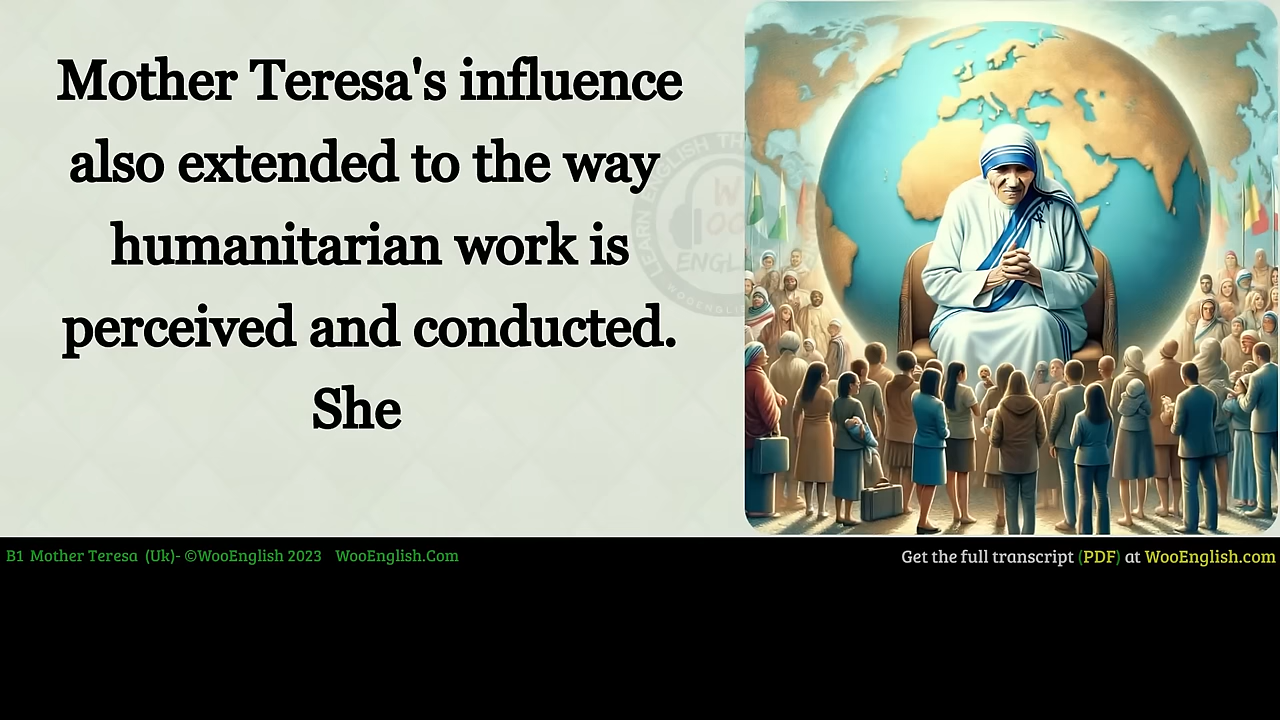 Mother Teresa's influence
also extended to the way
humanitarian work is
perceived and conducted.
She
B1 Mother Teresa (Uk)- ©WooEnglish 2023 WooEnglish.Com
Get the full transcript (PDF) at WooEnglish.com